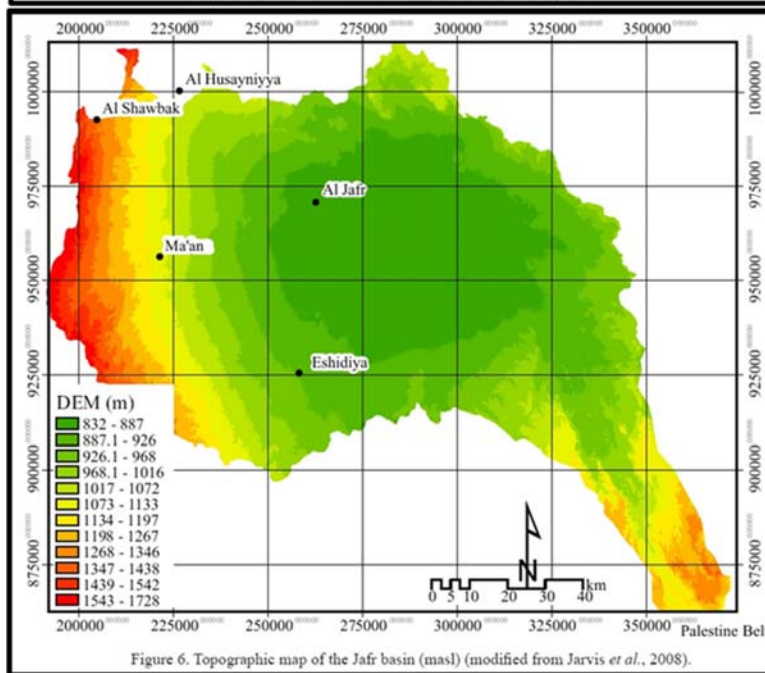 200000 225000 250000 275000 300000 325000 350000
1000000
1000000
Al Husayniyya
Al Shawbak
975000
975000
Al Jafr
Ma'an
950000
950000
Eshidiya
925000
925000
DEM (m)
832 - 887
887.1 - 926
926.1 - 968
968.1 - 1016
1017 - 1072
1073 - 1133
1134 - 1197
1198 - 1267
1268 - 1346
1347 - 1438
1439 - 1542
1543 - 1728
900000
900000
875000
875000
N
km
0 5 10 20 30 40
200000 225000 250000 275000 300000 325000 350000
Palestine Bel
Figure 6. Topographic map of the Jafr basin (masl) (modified from Jarvis et al., 2008).